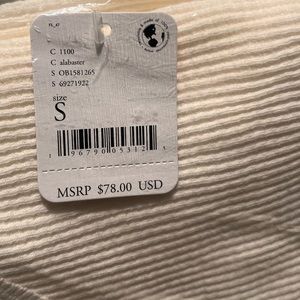 C 1100
C alabaster
S OB1581265
S 69271922
size
S
1 96790 05312 5
MSRP $78.00 USD